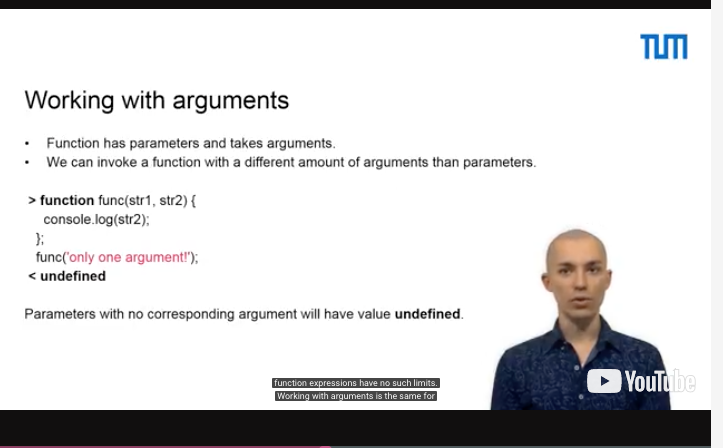 TUM
Working with arguments
• Function has parameters and takes arguments.
• We can invoke a function with a different amount of arguments than parameters.
> function func(str1, str2) {
console.log(str2);
};
func('only one argument!');
< undefined
Parameters with no corresponding argument will have value undefined.
YouTube
function expressions have no such limits.
Working with arguments is the same for